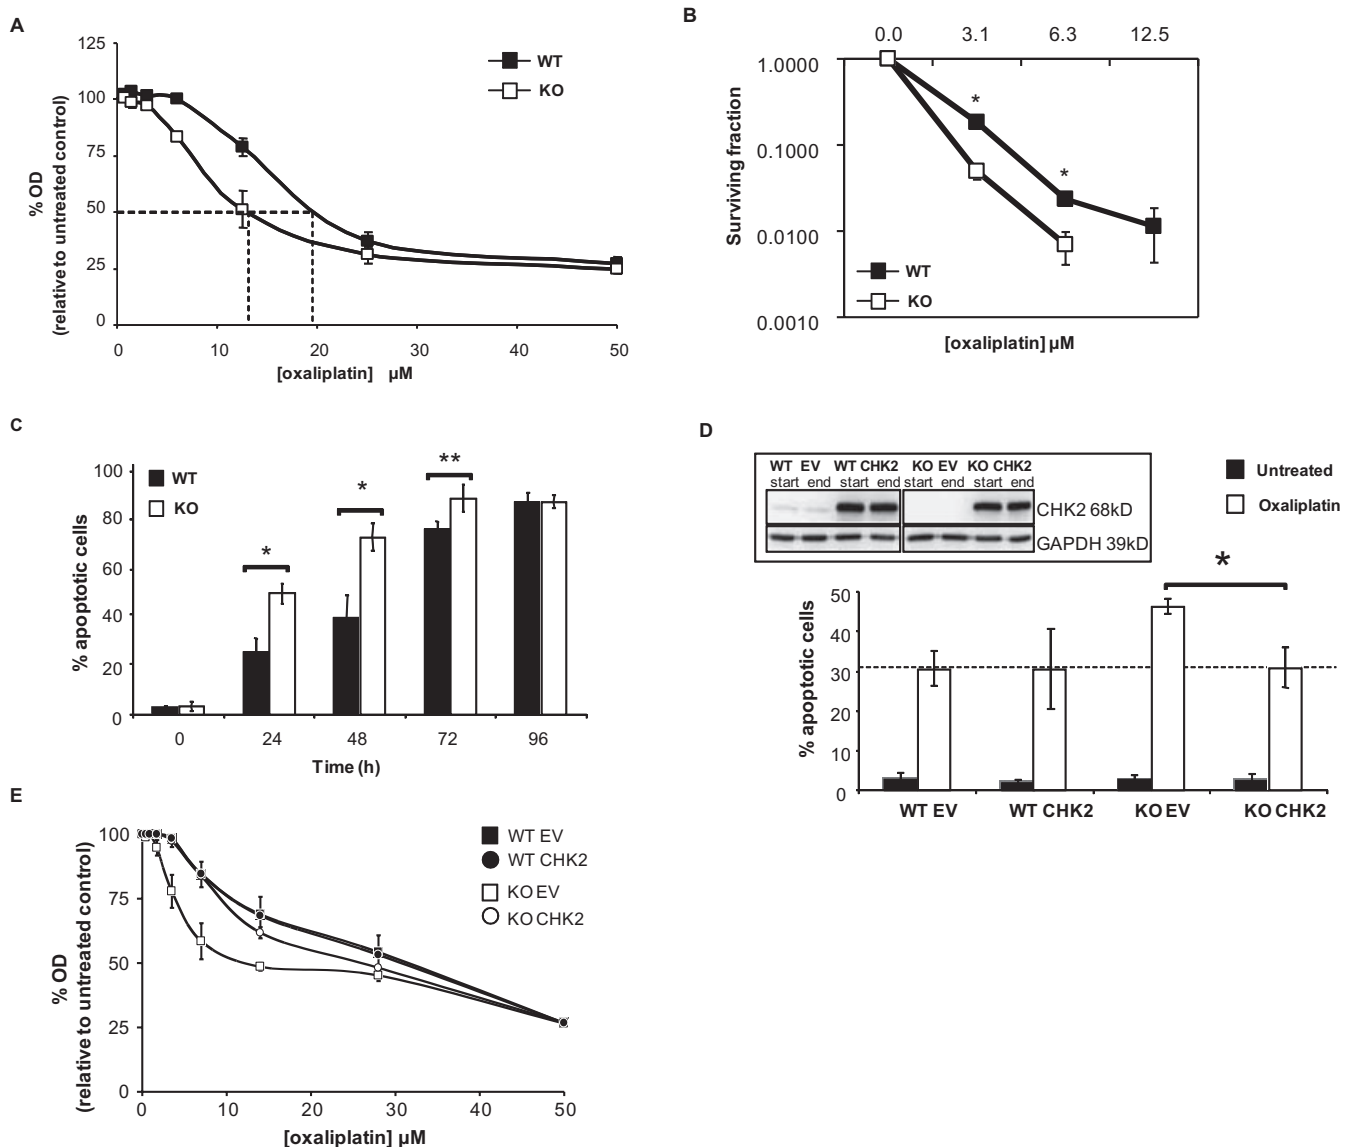 A
125
100
75
50
25
0
% OD
(relative to untreated control)
WT
KO
0 10 20 30 40 50
[oxaliplatin] µM
B
0.0 3.1 6.3 12.5
1.0000
0.1000
0.0100
0.0010
Surviving fraction
*
*
WT
KO
[oxaliplatin] µM
C
100
80
60
40
20
0
% apoptotic cells
WT
KO
*
*
**
0 24 48 72 96
Time (h)
D
WT EV WT CHK2 KO EV KO CHK2
start end start end start end start end
CHK2 68kD
GAPDH 39kD
Untreated
Oxaliplatin
*
50
40
30
20
10
0
% apoptotic cells
WT EV WT CHK2 KO EV KO CHK2
E
100
75
50
25
0
% OD
(relative to untreated control)
WT EV
WT CHK2
KO EV
KO CHK2
0 10 20 30 40 50
[oxaliplatin] µM